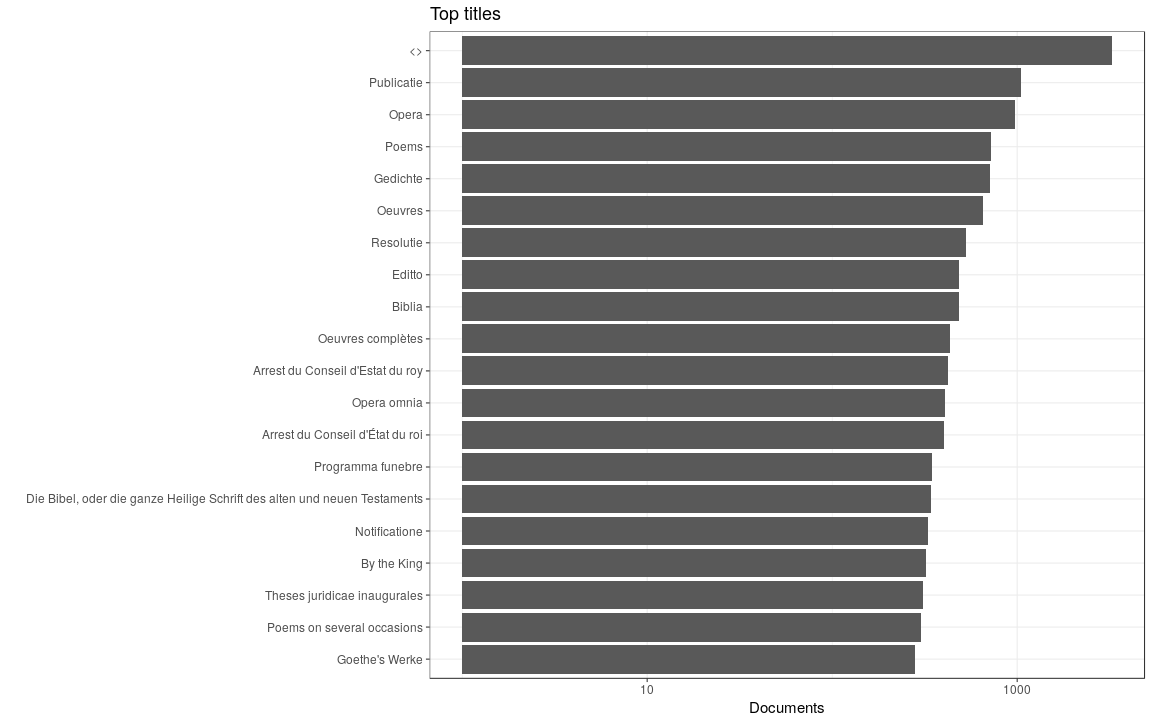 Top titles
<>
Publicatie
Opera
Poems
Gedichte
Oeuvres
Resolutie
Editto
Biblia
Oeuvres complètes
Arrest du Conseil d'Estat du roy
Opera omnia
Arrest du Conseil d'État du roi
Programma funebre
Die Bibel, oder die ganze Heilige Schrift des alten und neuen Testaments
Notificatione
By the King
Theses juridicae inaugurales
Poems on several occasions
Goethe's Werke
10 1000
Documents